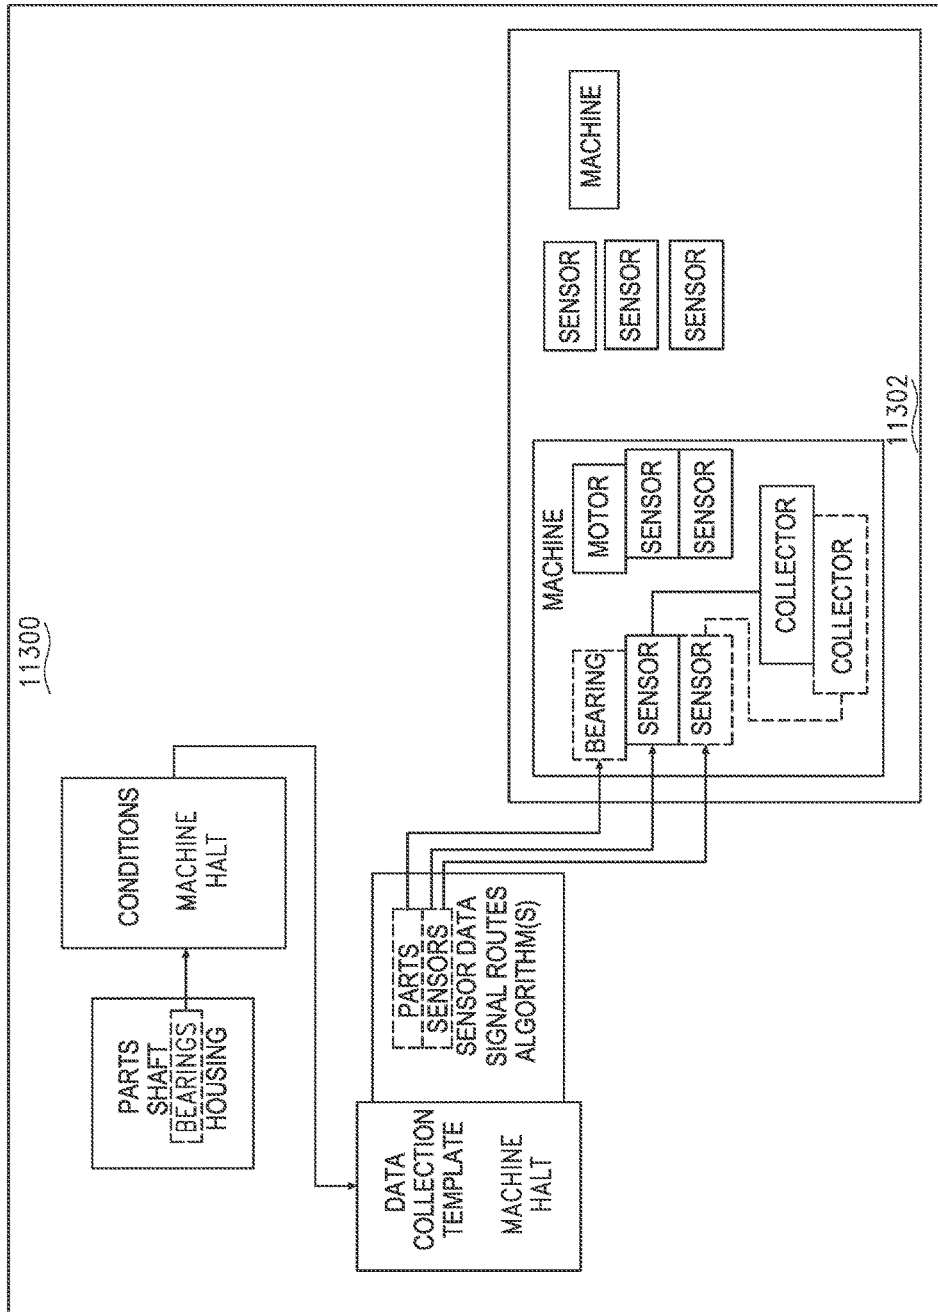 11300
PARTS
SHAFT
BEARINGS
HOUSING
CONDITIONS
MACHINE
HALT
DATA
COLLECTION
TEMPLATE
MACHINE
HALT
PARTS
SENSORS
SENSOR DATA
SIGNAL ROUTES
ALGORITHM(S)
MACHINE
BEARING
SENSOR
SENSOR
MOTOR
SENSOR
SENSOR
COLLECTOR
COLLECTOR
SENSOR
SENSOR
SENSOR
MACHINE
11302